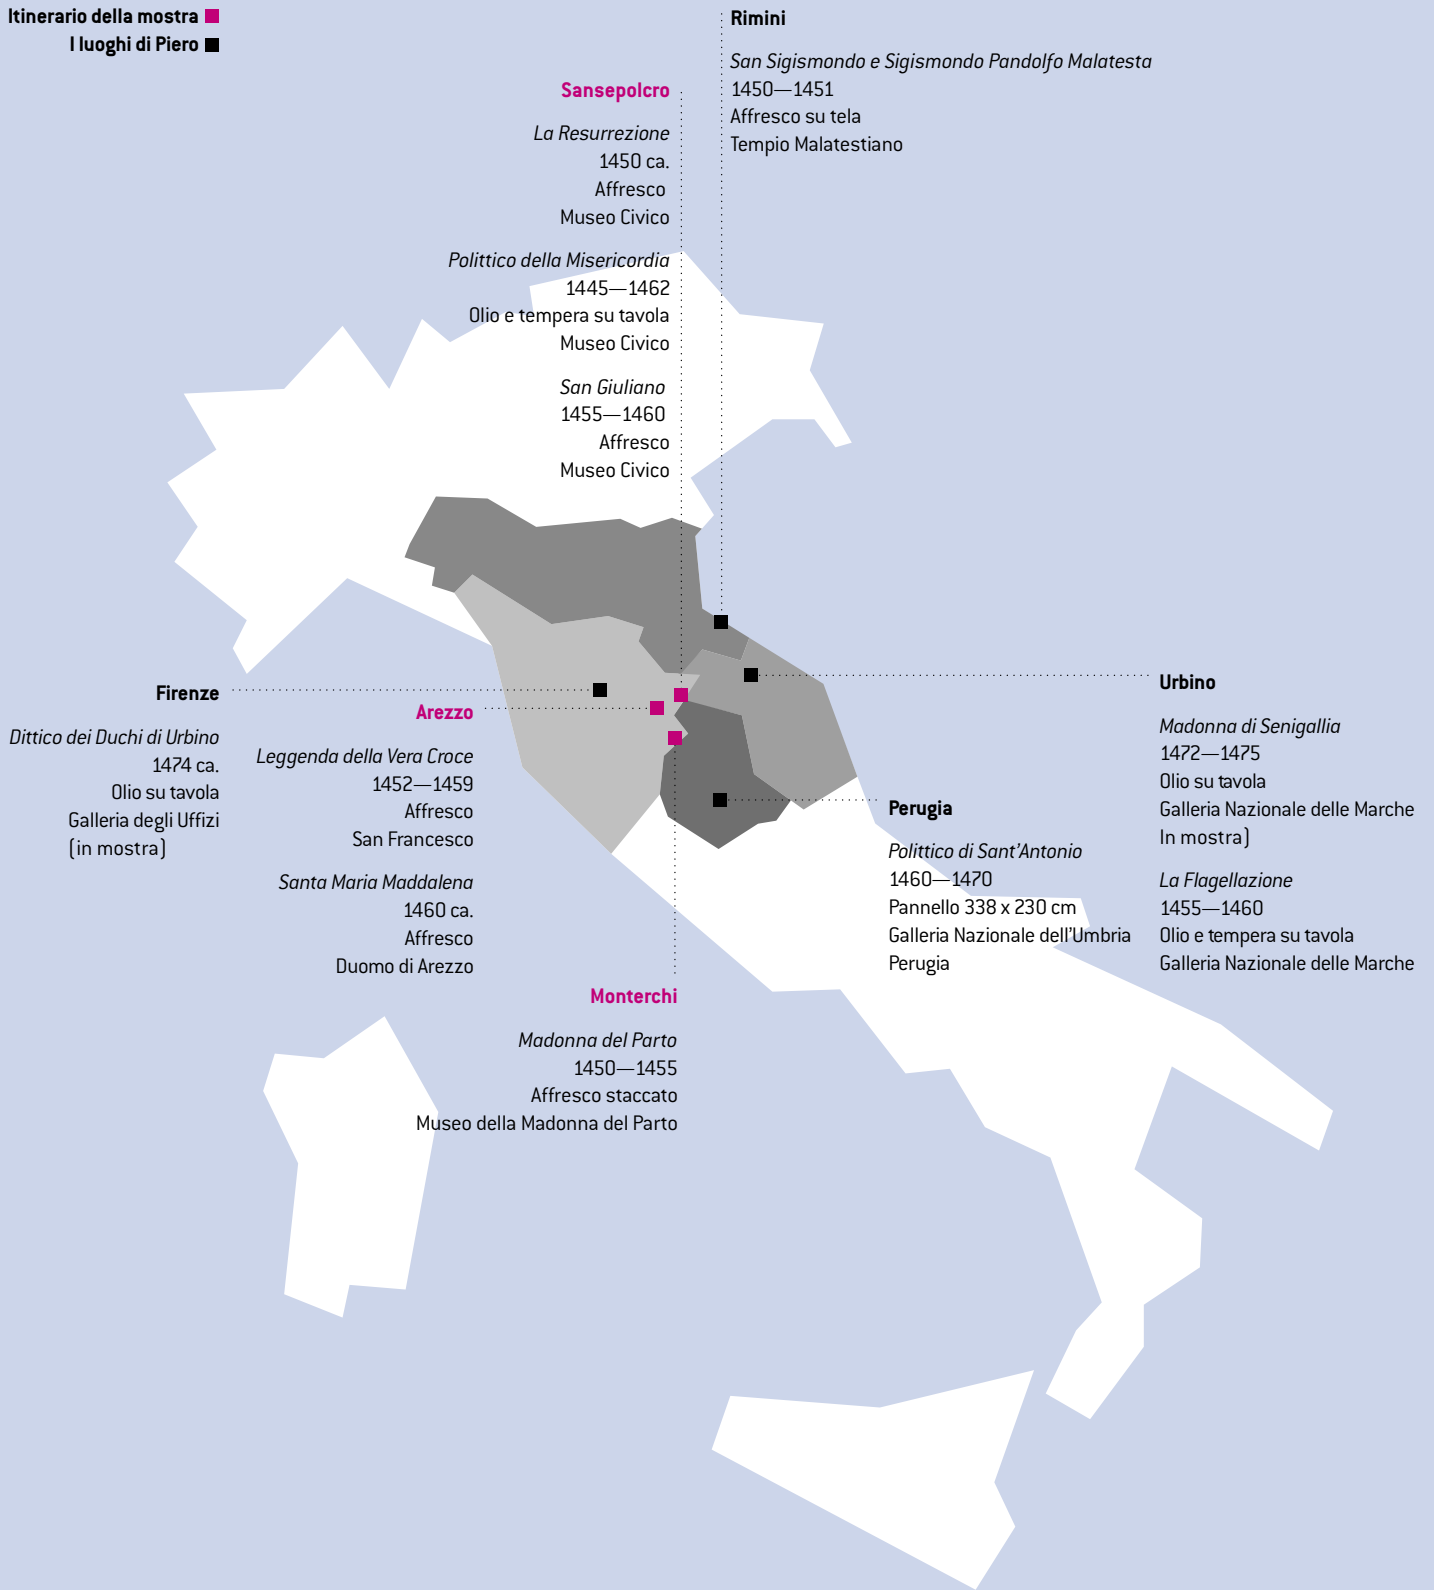 Itinerario della mostra
I luoghi di Piero
Rimini
San Sigismondo e Sigismondo Pandolfo Malatesta
1450—1451
Affresco su tela
Tempio Malatestiano
Sansepolcro
La Resurrezione
1450 ca.
Affresco
Museo Civico
Polittico della Misericordia
1445—1462
Olio e tempera su tavola
Museo Civico
San Giuliano
1455—1460
Affresco
Museo Civico
Firenze
Dittico dei Duchi di Urbino
1474 ca.
Olio su tavola
Galleria degli Uffizi
(in mostra)
Arezzo
Leggenda della Vera Croce
1452—1459
Affresco
San Francesco
Santa Maria Maddalena
1460 ca.
Affresco
Duomo di Arezzo
Urbino
Madonna di Senigallia
1472—1475
Olio su tavola
Galleria Nazionale delle Marche
In mostra)
La Flagellazione
1455—1460
Olio e tempera su tavola
Galleria Nazionale delle Marche
Perugia
Polittico di Sant'Antonio
1460—1470
Pannello 338 x 230 cm
Galleria Nazionale dell'Umbria
Perugia
Monterchi
Madonna del Parto
1450—1455
Affresco staccato
Museo della Madonna del Parto